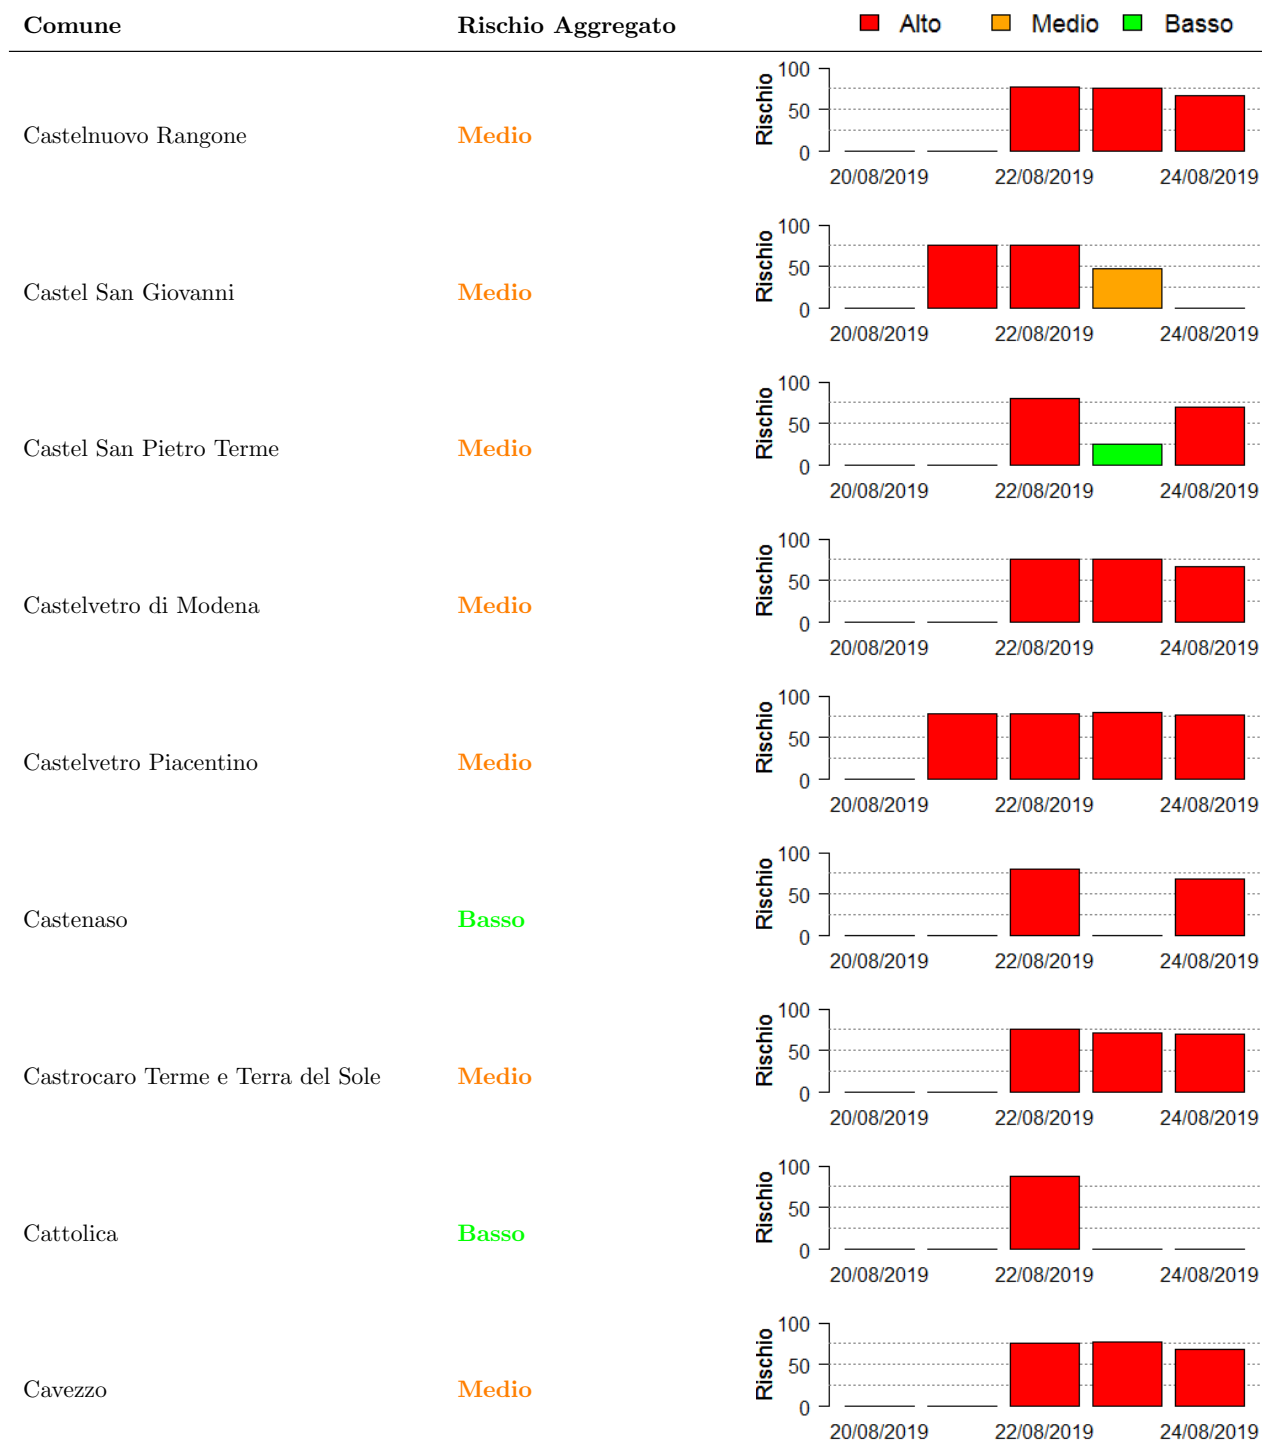 Comune Rischio Aggregato Alto Medio Basso
100
50
0
Rischio
Castelnuovo Rangone Medio
20/08/2019 22/08/2019 24/08/2019
100
50
0
Rischio
Castel San Giovanni Medio
20/08/2019 22/08/2019 24/08/2019
100
50
0
Rischio
Castel San Pietro Terme Medio
20/08/2019 22/08/2019 24/08/2019
100
50
0
Rischio
Castelvetro di Modena Medio
20/08/2019 22/08/2019 24/08/2019
100
50
0
Rischio
Castelvetro Piacentino Medio
20/08/2019 22/08/2019 24/08/2019
100
50
0
Rischio
Castenaso Basso
20/08/2019 22/08/2019 24/08/2019
100
50
0
Rischio
Castrocaro Terme e Terra del Sole Medio
20/08/2019 22/08/2019 24/08/2019
100
50
0
Rischio
Cattolica Basso
20/08/2019 22/08/2019 24/08/2019
100
50
0
Rischio
Cavezzo Medio
20/08/2019 22/08/2019 24/08/2019